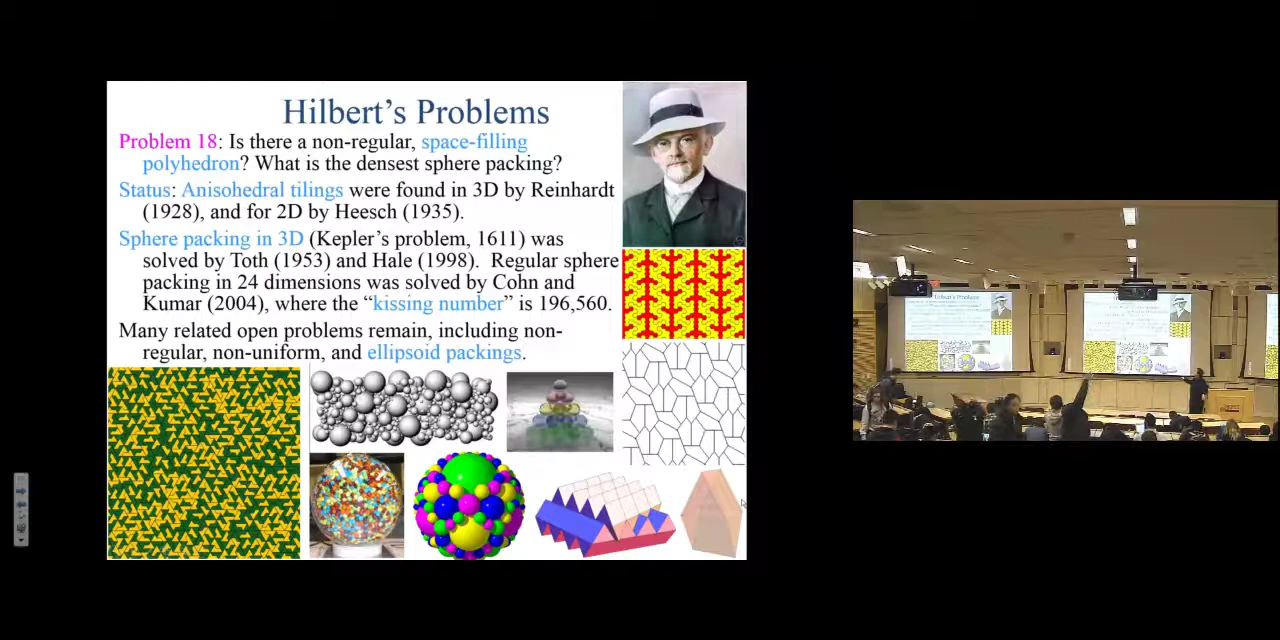 Hilbert's Problems
Problem 18: Is there a non-regular, space-filling
polyhedron? What is the densest sphere packing?
Status: Anisohedral tilings were found in 3D by Reinhardt
(1928), and for 2D by Heesch (1935).
Sphere packing in 3D (Kepler's problem, 1611) was
solved by Toth (1953) and Hale (1998). Regular sphere
packing in 24 dimensions was solved by Cohn and
Kumar (2004), where the “kissing number” is 196,560.
Many related open problems remain, including non-
regular, non-uniform, and ellipsoid packings.
Hilbert's Problems